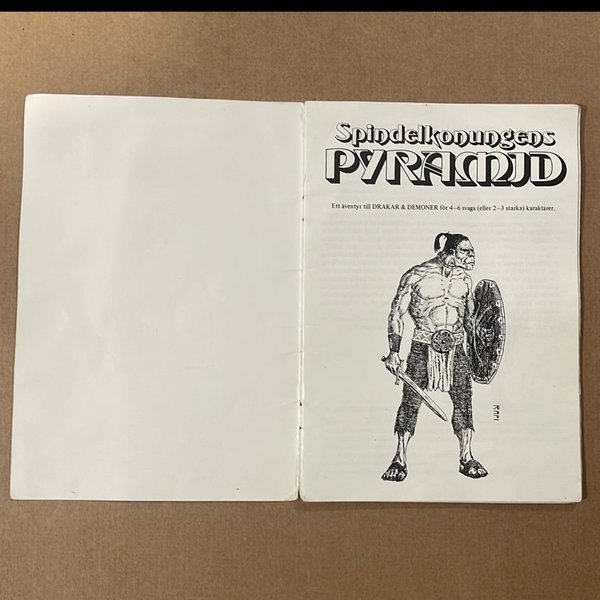 Spindelkonungens
PYRAMID
Ett äventyr till DRAKAR & DEMONER för 4–6 svaga (eller 2–3 starka) karaktärer.